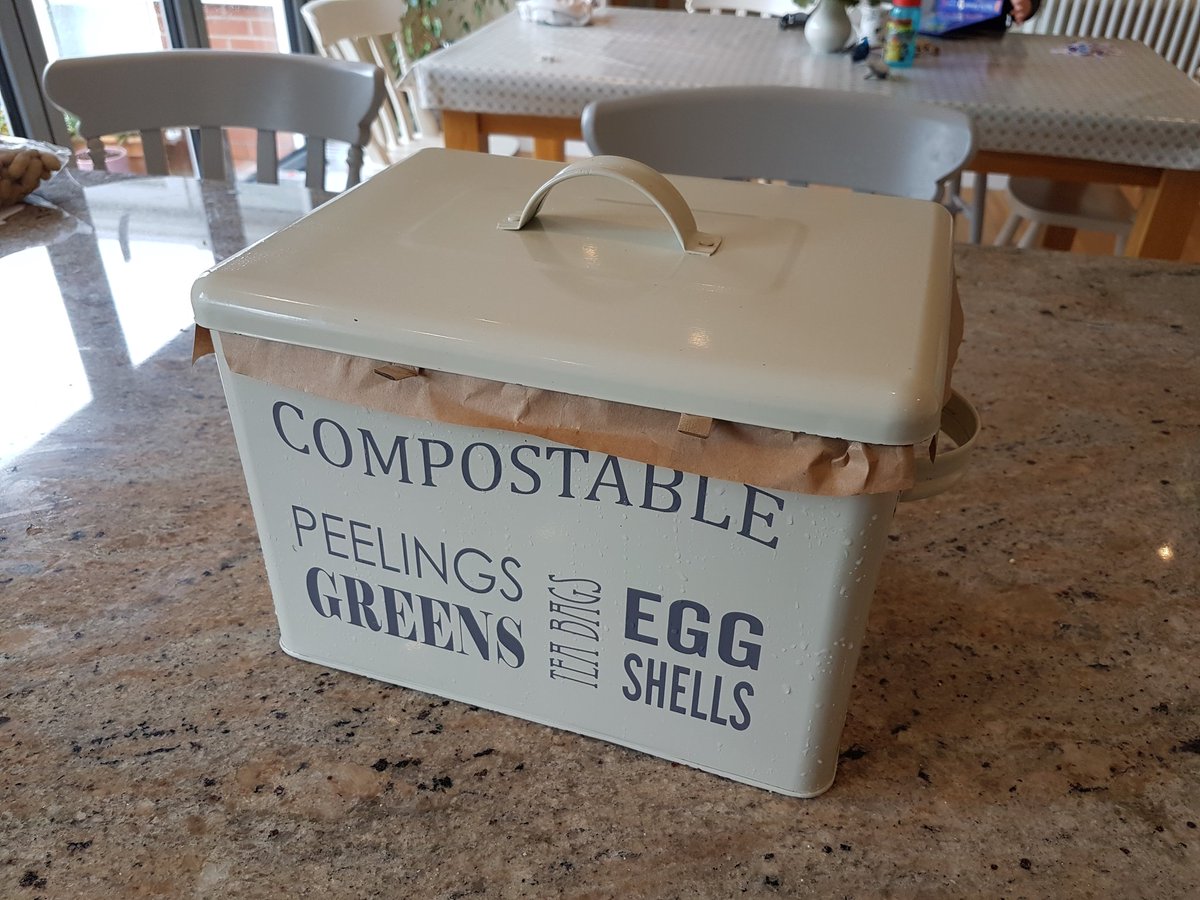 COMPOSTABLE
PEELINGS
GREENS
TEA BAGS
EGG
SHELLS